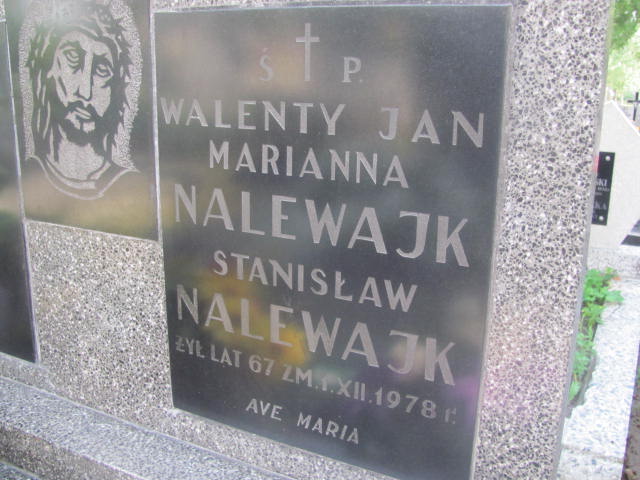 Ś † P.
WALENTY JAN
MARIANNA
NALEWAJK
STANISŁAW
NALEWAJK
ŻYŁ LAT 67 ZM. 1. XII. 1978 r.
AVE MARIA